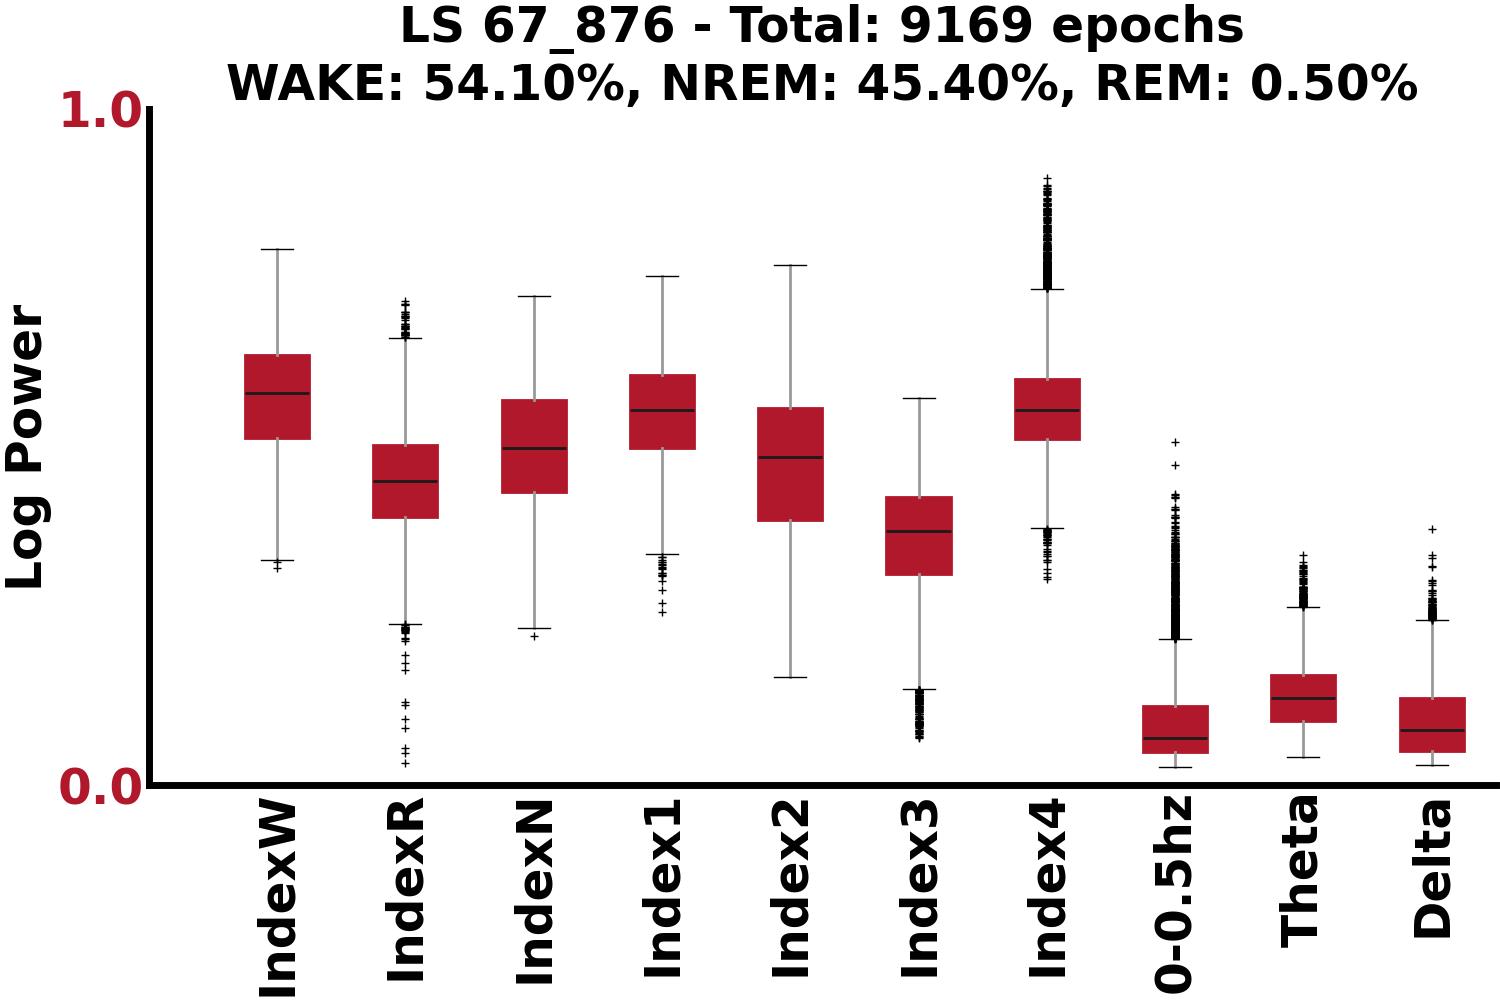 LS 67_876 - Total: 9169 epochs
WAKE: 54.10%, NREM: 45.40%, REM: 0.50%
1.0
Log Power
0.0
IndexW
IndexR
IndexN
Index1
Index2
Index3
Index4
0-0.5hz
Theta
Delta